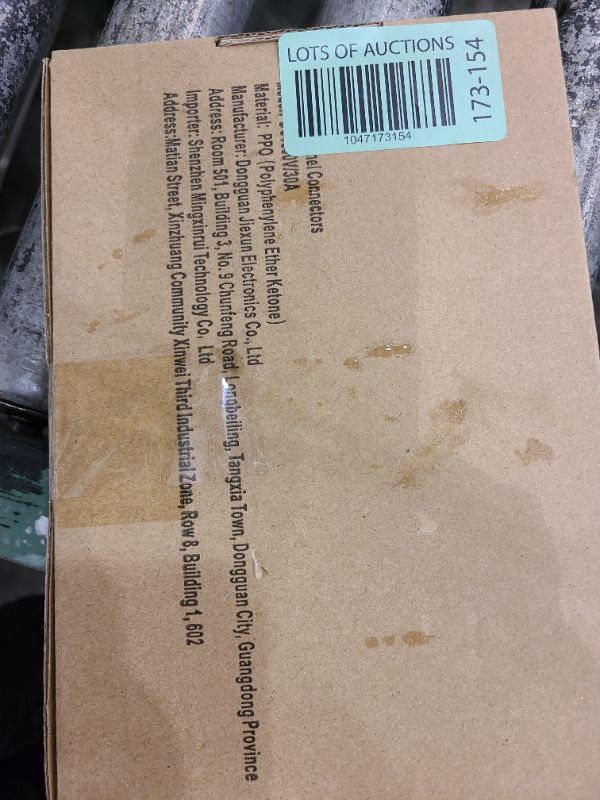 LOTS OF AUCTIONS
1047173154
173-154
Connectors
0V/30A
Material: PPO (Polyphenylene Ether Ketone)
Manufacturer: Dongguan Jiexun Electronics Co., Ltd
Address: Room 501, Building 3, No. 9 Chunfeng Road, Longbeiling, Tangxia Town, Dongguan City, Guangdong Province
Importer: Shenzhen Mingxinrui Technology Co, Ltd
Address:Matian Street, Xinzhuang Community Xinwei Third Industrial Zone, Row 8, Building 1, 602